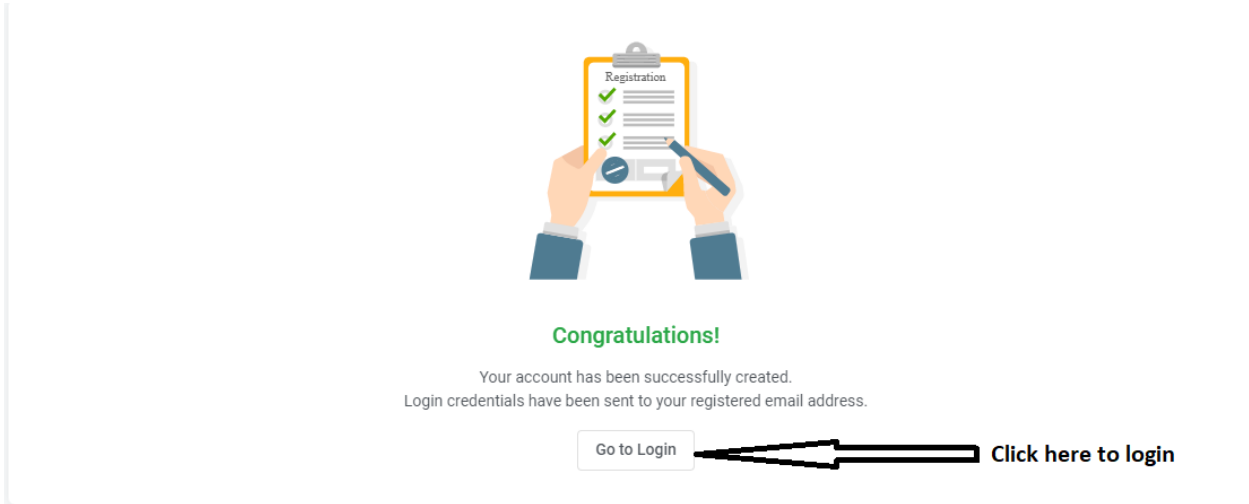 Registration
Congratulations!
Your account has been successfully created.
Login credentials have been sent to your registered email address.
Go to Login
Click here to login